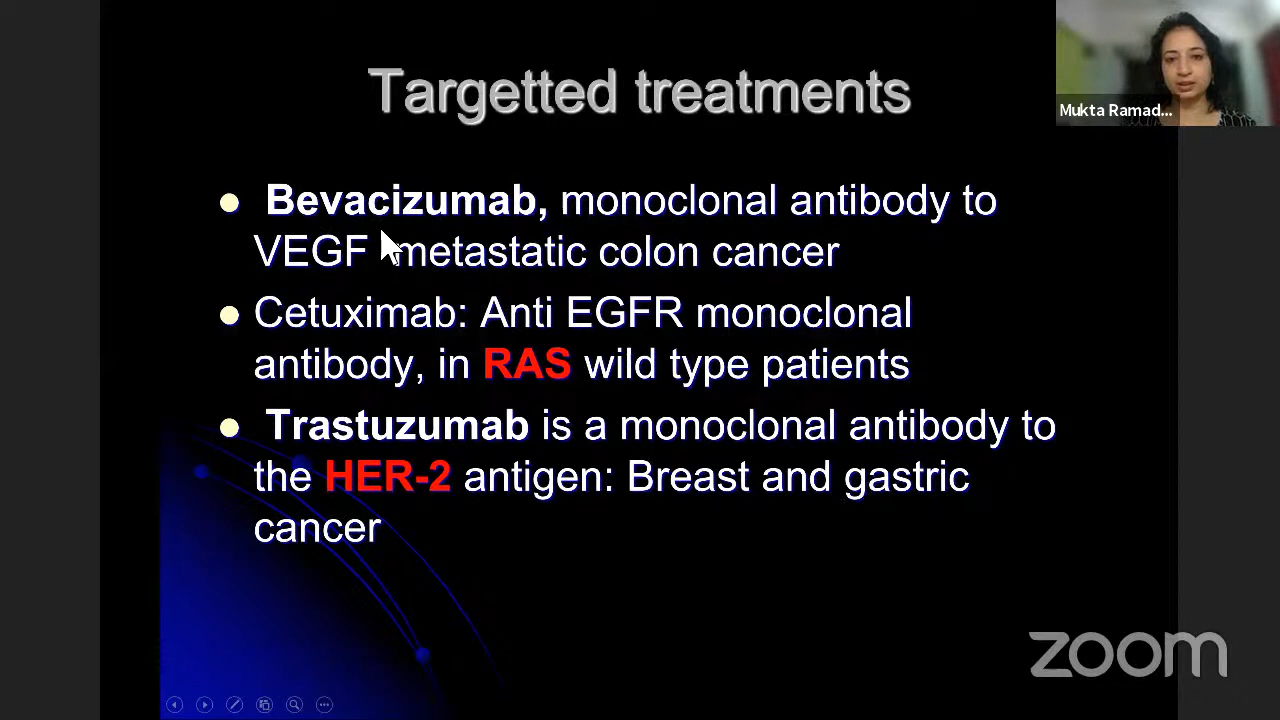 Targetted treatments
Mukta Ramad...
Bevacizumab, monoclonal antibody to
VEGF metastatic colon cancer
Cetuximab: Anti EGFR monoclonal
antibody, in RAS wild type patients
Trastuzumab is a monoclonal antibody to
the HER-2 antigen: Breast and gastric
cancer
zoom